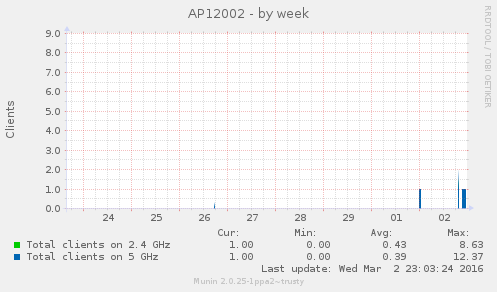 AP12002 - by week
RRDTOOL / TOBI OETIKER
Clients
9.0
8.0
7.0
6.0
5.0
4.0
3.0
2.0
1.0
0.0
24 25 26 27 28 29 01 02
Cur: Min: Avg: Max:
Total clients on 2.4 GHz 1.00 0.00 0.43 8.63
Total clients on 5 GHz 1.00 0.00 0.39 12.37
Last update: Wed Mar 2 23:03:24 2016
Munin 2.0.25-1ppa2~trusty